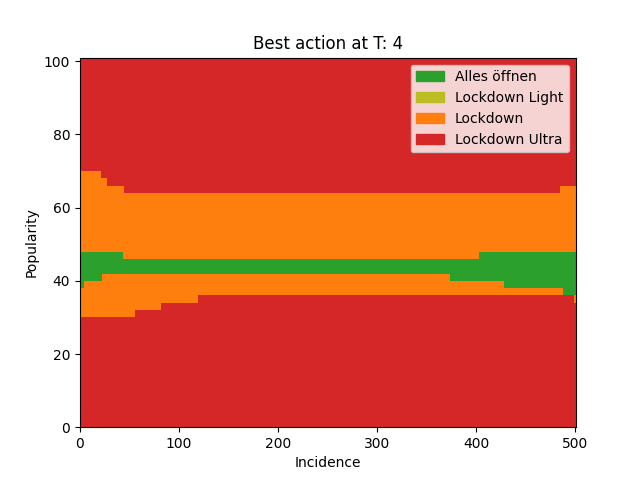 Best action at T: 4
100
80
60
40
20
0
Popularity
Alles öffnen
Lockdown Light
Lockdown
Lockdown Ultra
0 100 200 300 400 500
Incidence